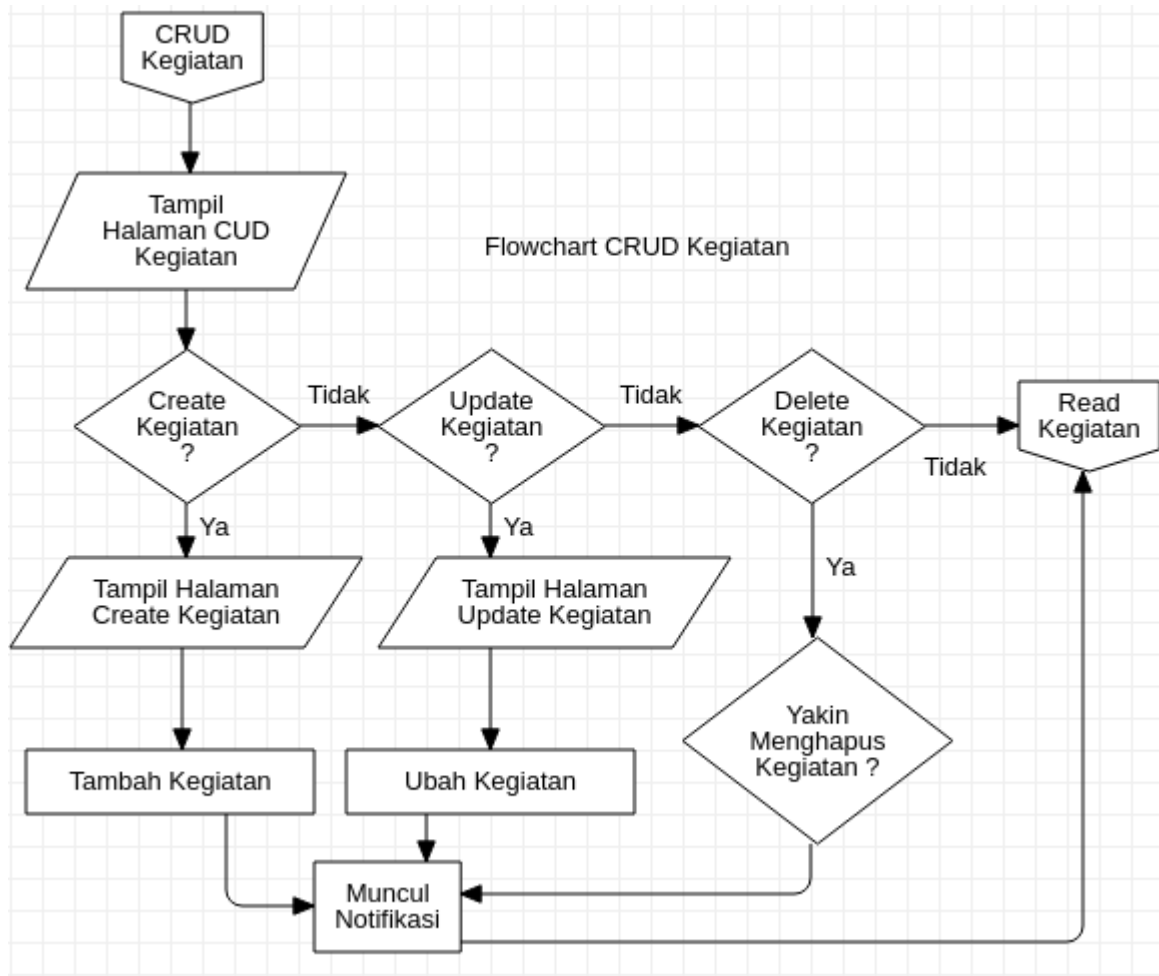 CRUD
Kegiatan
Tampil
Halaman CUD
Kegiatan
Flowchart CRUD Kegiatan
Create
Kegiatan
?
Tidak
Update
Kegiatan
?
Tidak
Delete
Kegiatan
?
Tidak
Read
Kegiatan
Ya
Ya
Ya
Tampil Halaman
Create Kegiatan
Tampil Halaman
Update Kegiatan
Yakin
Menghapus
Kegiatan ?
Tambah Kegiatan
Ubah Kegiatan
Muncul
Notifikasi